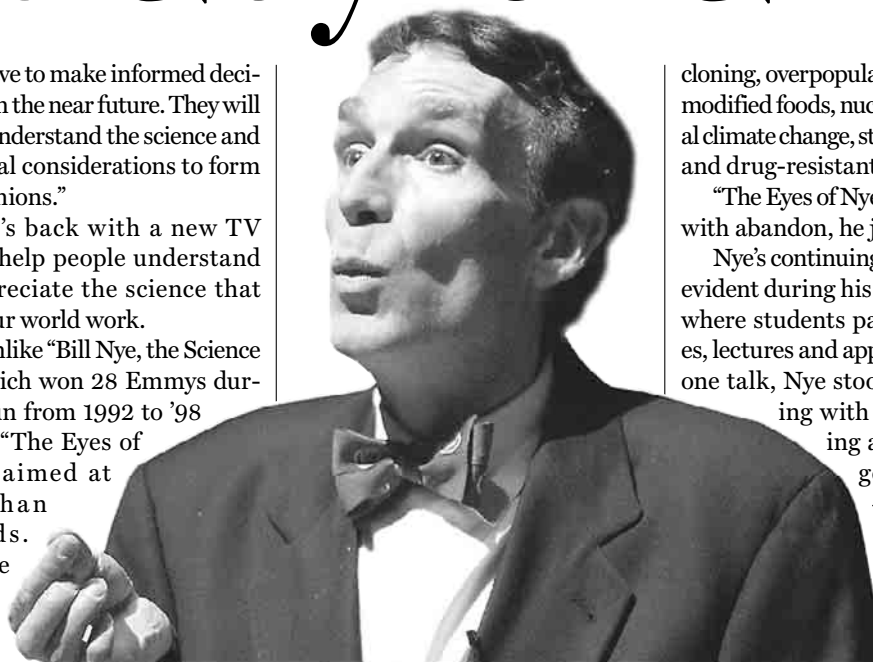 ve to make informed deci-
n the near future. They will
nderstand the science and
al considerations to form
nions.”
’s back with a new TV
help people understand
reciate the science that
ur world work.
nlike “Bill Nye, the Science
ich won 28 Emmys dur-
un from 1992 to ’98
“The Eyes of
aimed at
han
ds.
e
cloning, overpopula
modified foods, nuc
al climate change, st
and drug-resistant
“The Eyes of Nye
with abandon, he j
Nye’s continuing
evident during his
where students pa
es, lectures and app
one talk, Nye stoo
ing with
ing a
g